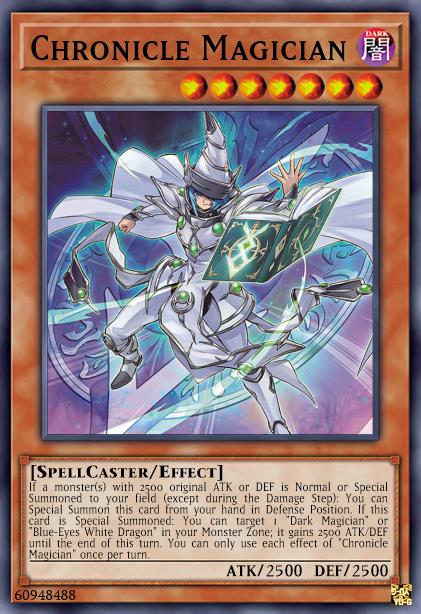 CHRONICLE MAGICIAN
DARK
闇
[SPELLCASTER/EFFECT]
If a monster(s) with 2500 original ATK or DEF is Normal or Special
Summoned to your field (except during the Damage Step): You can
Special Summon this card from your hand in Defense Position. If this
card is Special Summoned: You can target 1 "Dark Magician" or
"Blue-Eyes White Dragon" in your Monster Zone; it gains 2500 ATK/DEF
until the end of this turn. You can only use each effect of "Chronicle
Magician" once per turn.
ATK/2500 DEF/2500
60948488